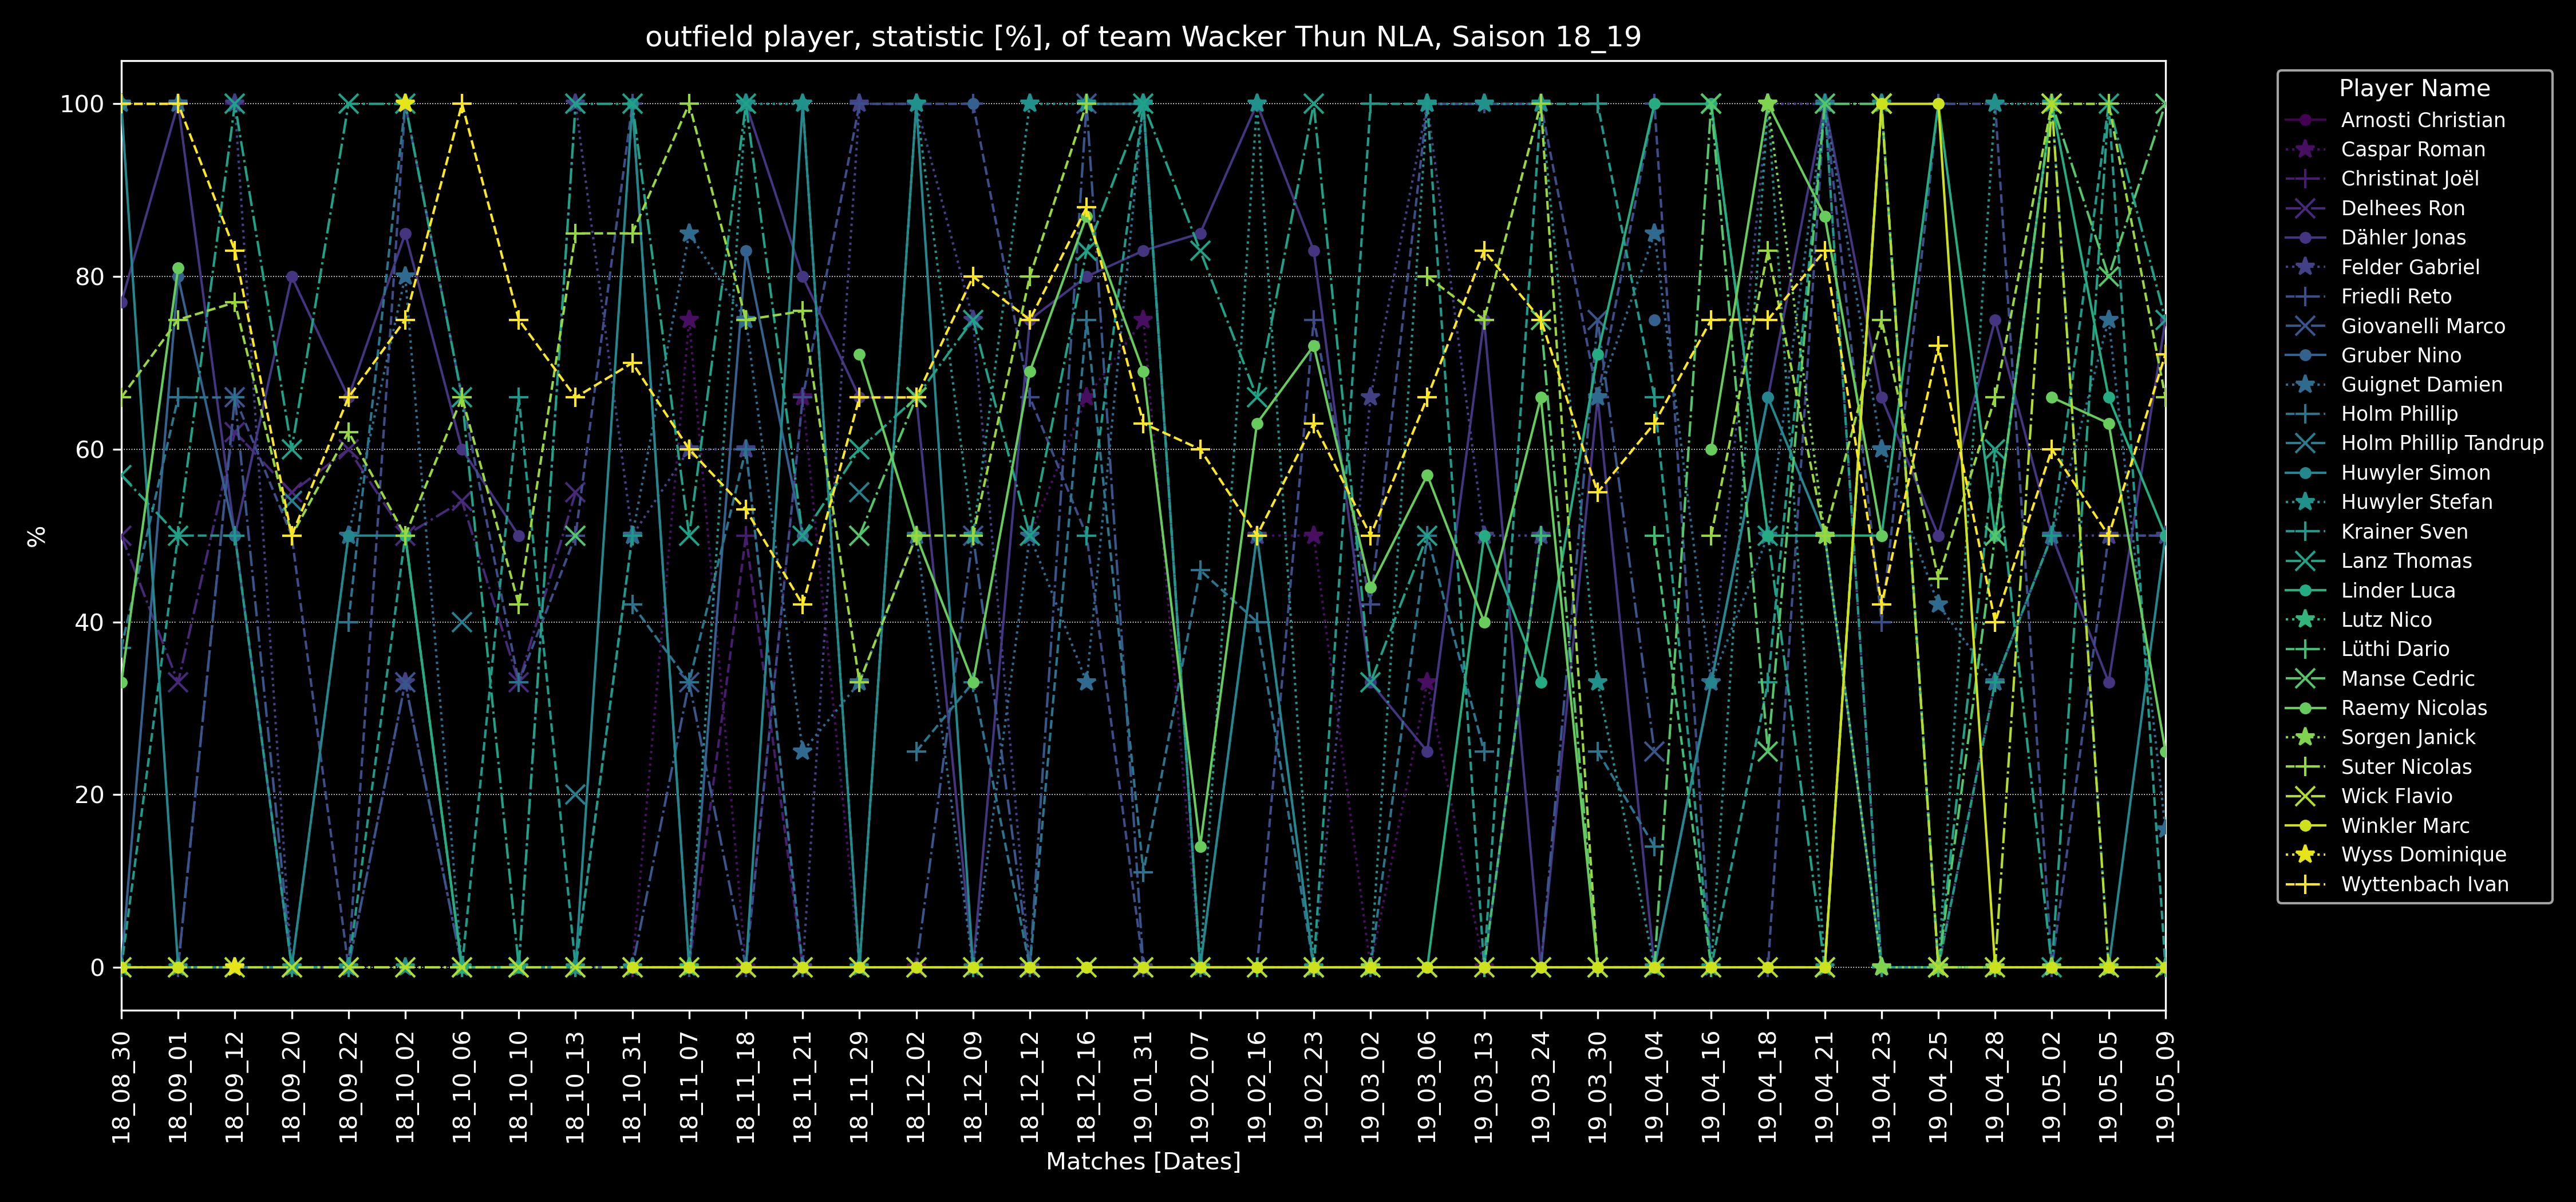 outfield player, statistic [%], of team Wacker Thun NLA, Saison 18_19
%
100
80
60
40
20
0
18_08_30
18_09_01
18_09_12
18_09_20
18_09_22
18_10_02
18_10_06
18_10_10
18_10_13
18_10_31
18_11_07
18_11_18
18_11_21
18_11_29
18_12_02
18_12_09
18_12_12
18_12_16
19_01_31
19_02_07
19_02_16
19_02_23
19_03_02
19_03_06
19_03_13
19_03_24
19_03_30
19_04_04
19_04_16
19_04_18
19_04_21
19_04_23
19_04_25
19_04_28
19_05_02
19_05_05
19_05_09
Matches [Dates]
Player Name
Arnosti Christian
Caspar Roman
Christinat Joël
Delhees Ron
Dähler Jonas
Felder Gabriel
Friedli Reto
Giovanelli Marco
Gruber Nino
Guignet Damien
Holm Phillip
Holm Phillip Tandrup
Huwyler Simon
Huwyler Stefan
Krainer Sven
Lanz Thomas
Linder Luca
Lutz Nico
Lüthi Dario
Manse Cedric
Raemy Nicolas
Sorgen Janick
Suter Nicolas
Wick Flavio
Winkler Marc
Wyss Dominique
Wyttenbach Ivan